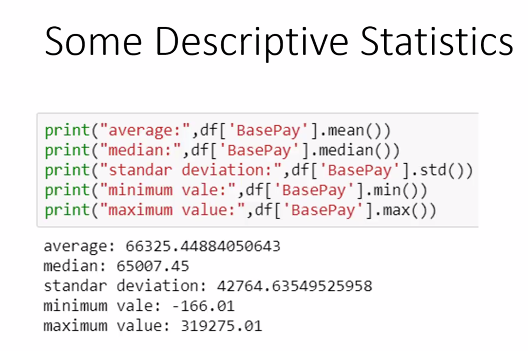 Some Descriptive Statistics
print("average:",df['BasePay'].mean())
print("median:",df['BasePay'].median())
print("standar deviation:",df['BasePay'].std())
print("minimum vale:",df['BasePay'].min())
print("maximum value:",df['BasePay'].max())
average: 66325.44884050643
median: 65007.45
standar deviation: 42764.63549525958
minimum vale: -166.01
maximum value: 319275.01